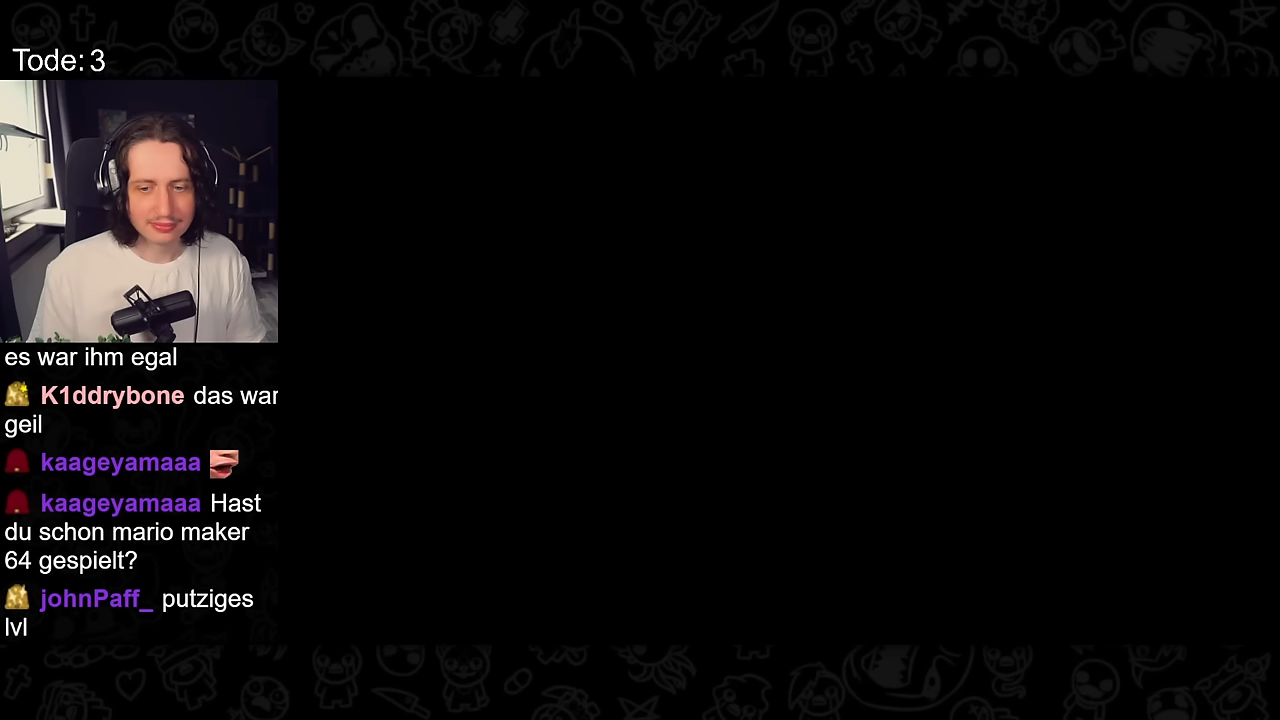 Tode: 3
es war ihm egal
K1ddrybone das war
geil
kaageyamaaa
kaageyamaaa Hast
du schon mario maker
64 gespielt?
johnPaff_ putziges
lvl